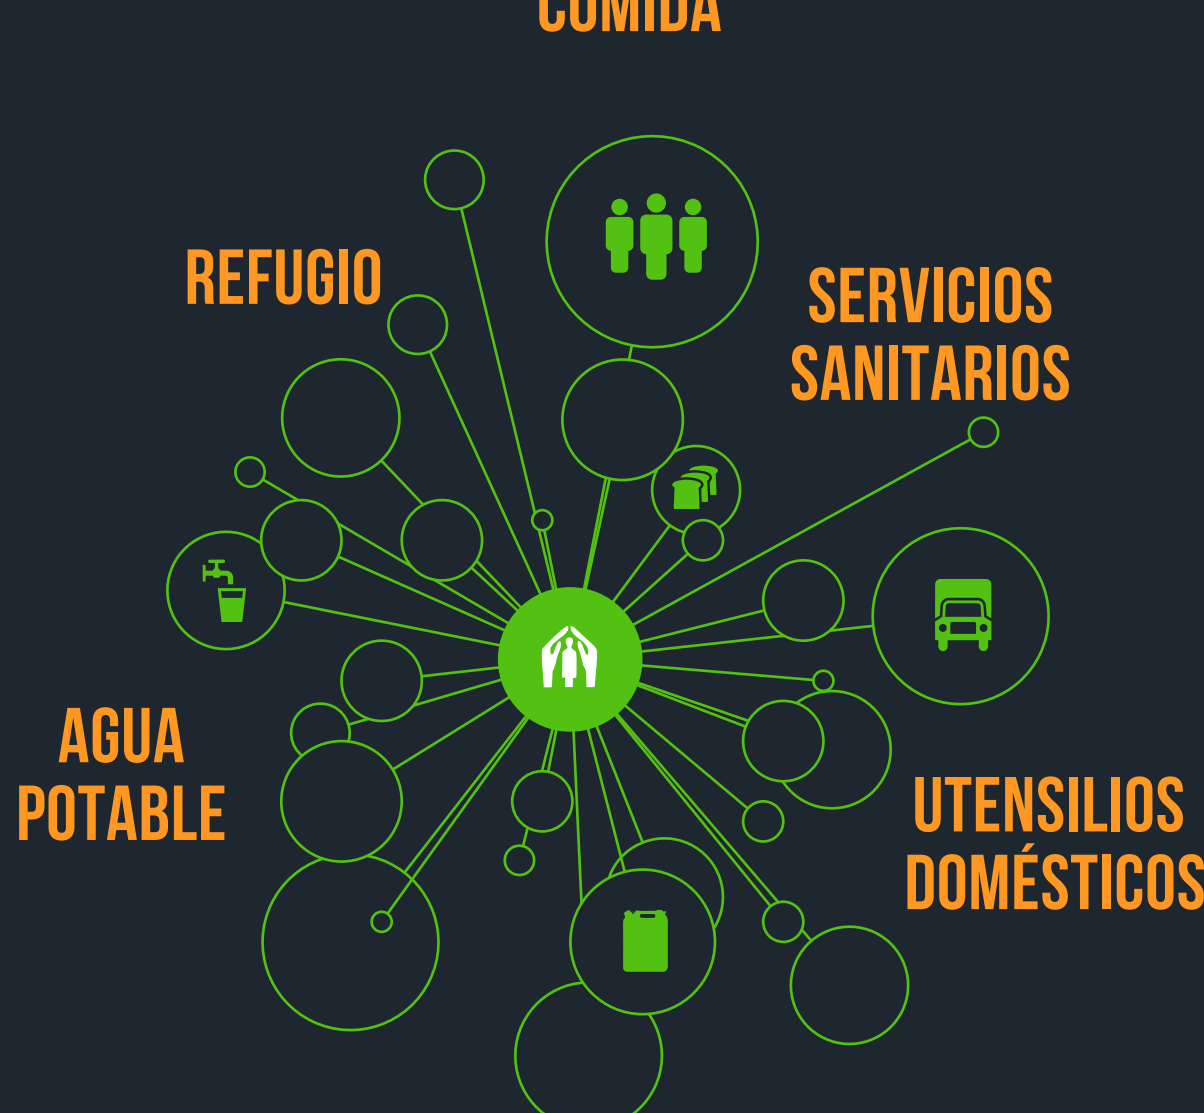 COMIDA
REFUGIO
SERVICIOS
SANITARIOS
AGUA
POTABLE
UTENSILIOS
DOMÉSTICOS